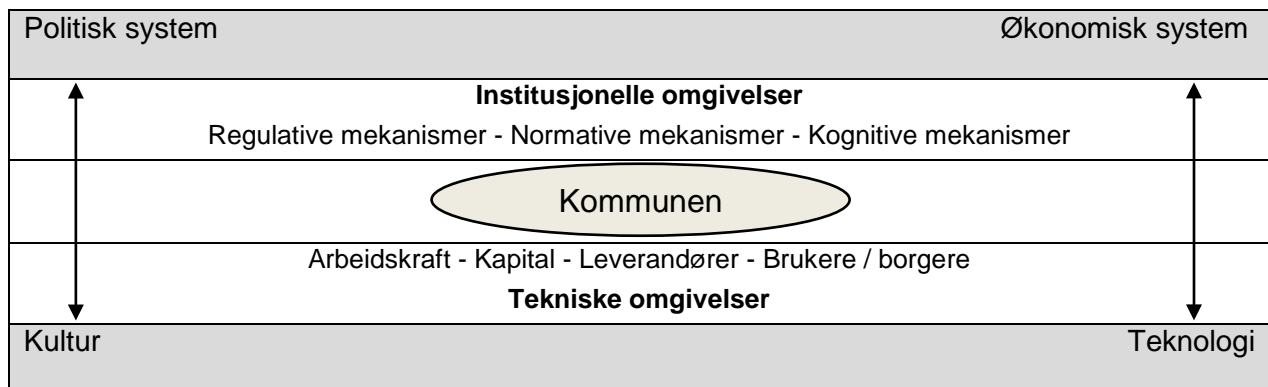 Politisk system Økonomisk system
Institusjonelle omgivelser
Regulative mekanismer - Normative mekanismer - Kognitive mekanismer
Kommunen
Arbeidskraft - Kapital - Leverandører - Brukere / borgere
Tekniske omgivelser
Kultur Teknologi